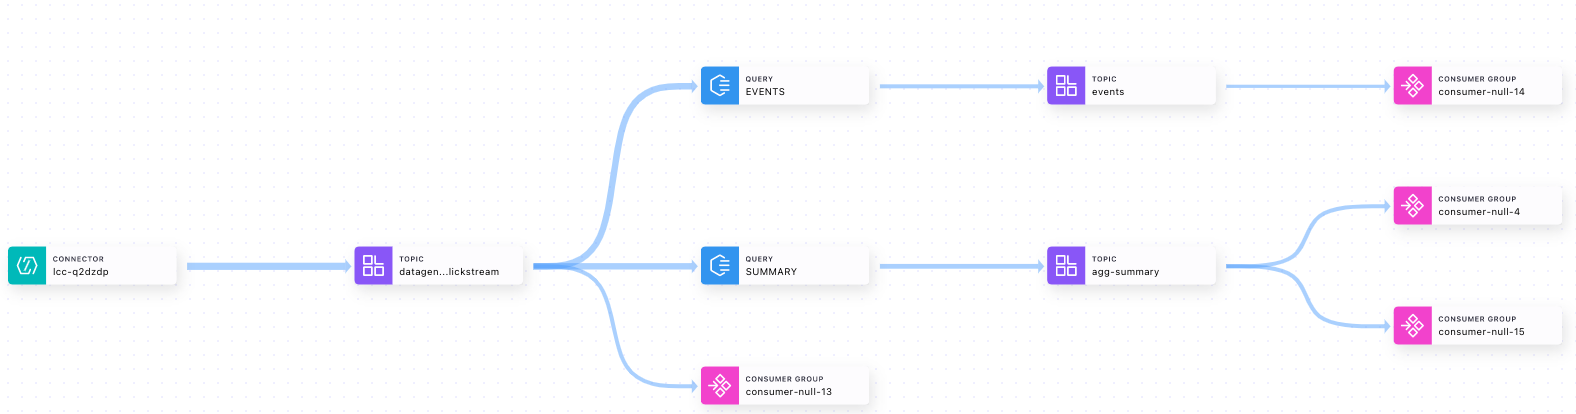 QUERY
EVENTS
TOPIC
events
CONSUMER GROUP
consumer-null-14
CONSUMER GROUP
consumer-null-4
CONNECTOR
lcc-q2dzdp
TOPIC
datagen...lickstream
QUERY
SUMMARY
TOPIC
agg-summary
CONSUMER GROUP
consumer-null-15
CONSUMER GROUP
consumer-null-13